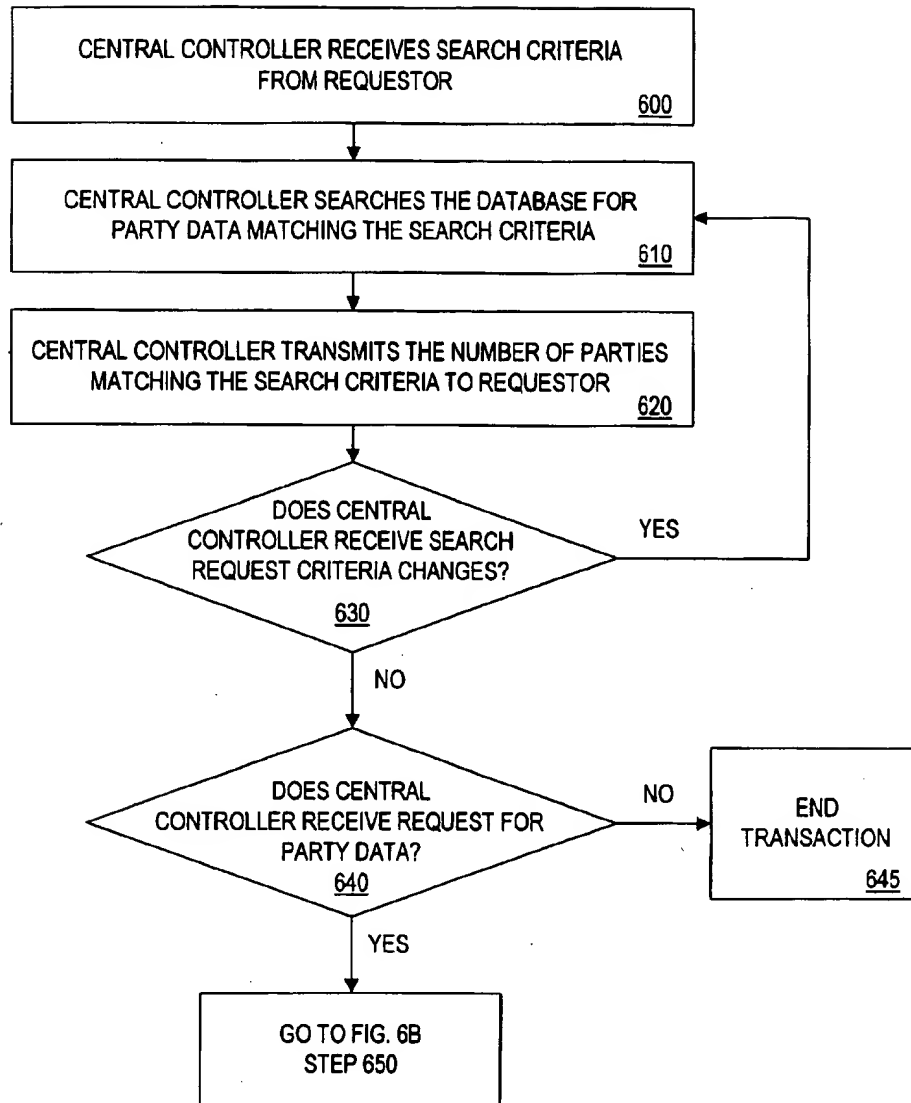 CENTRAL CONTROLLER RECEIVES SEARCH CRITERIA
FROM REQUESTOR
600
CENTRAL CONTROLLER SEARCHES THE DATABASE FOR
PARTY DATA MATCHING THE SEARCH CRITERIA
610
CENTRAL CONTROLLER TRANSMITS THE NUMBER OF PARTIES
MATCHING THE SEARCH CRITERIA TO REQUESTOR
620
DOES CENTRAL
CONTROLLER RECEIVE SEARCH
REQUEST CRITERIA CHANGES?
630
YES
NO
DOES CENTRAL
CONTROLLER RECEIVE REQUEST FOR
PARTY DATA?
640
NO
END
TRANSACTION
645
YES
GO TO FIG. 6B
STEP 650